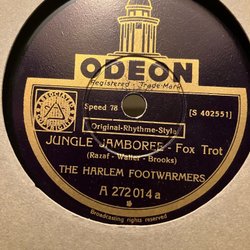 ODEON
Registered - Trade-Mark
Speed 78
[S 402551]
Original-Rhythme-Style
JUNGLE JAMBOREE - Fox Trot
(Razaf - Waller - Brooks)
THE HARLEM FOOTWARMERS
A 272014 a
Broadcasting rights reserved